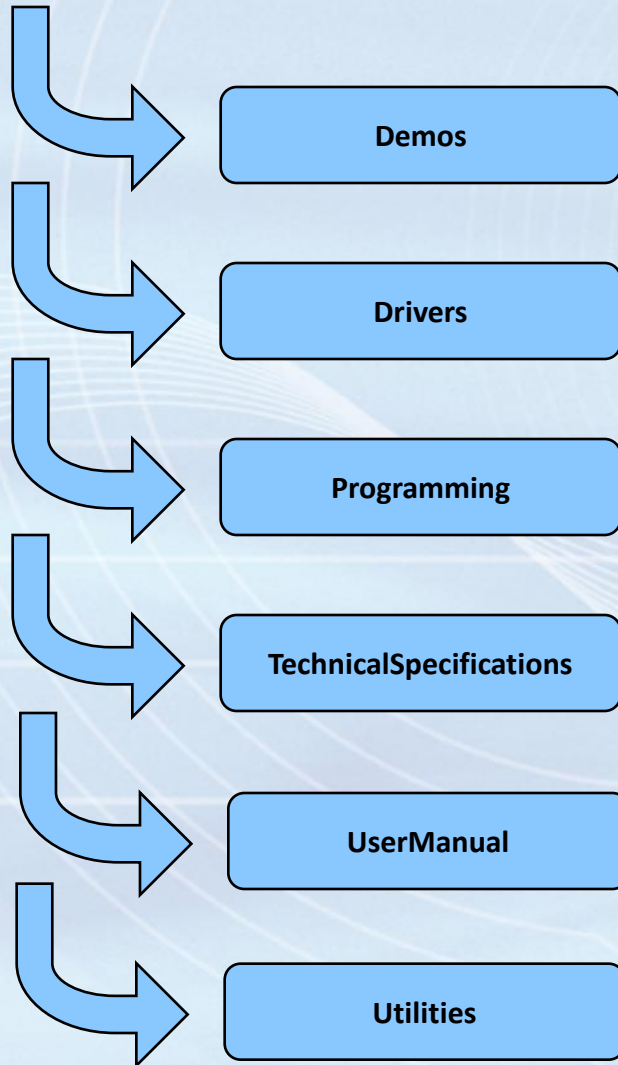 Demos
Drivers
Programming
TechnicalSpecifications
UserManual
Utilities